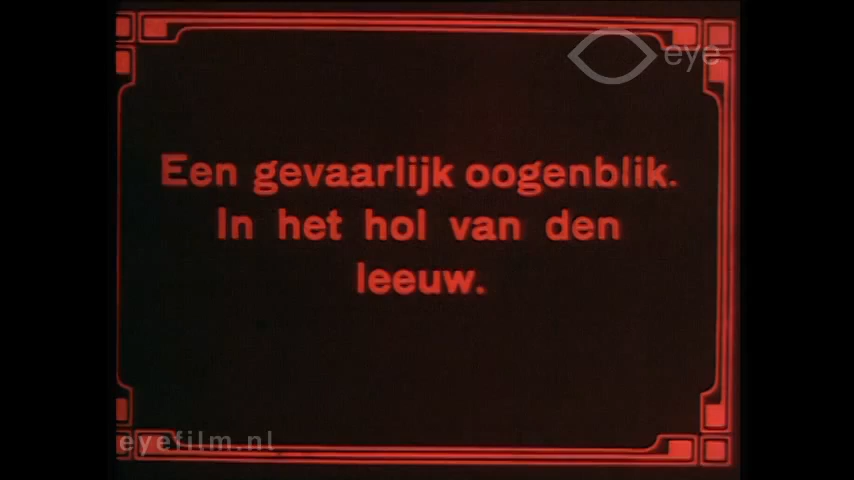 eye
Een gevaarlijk oogenblik.
In het hol van den
leeuw.
eyefilm.nl